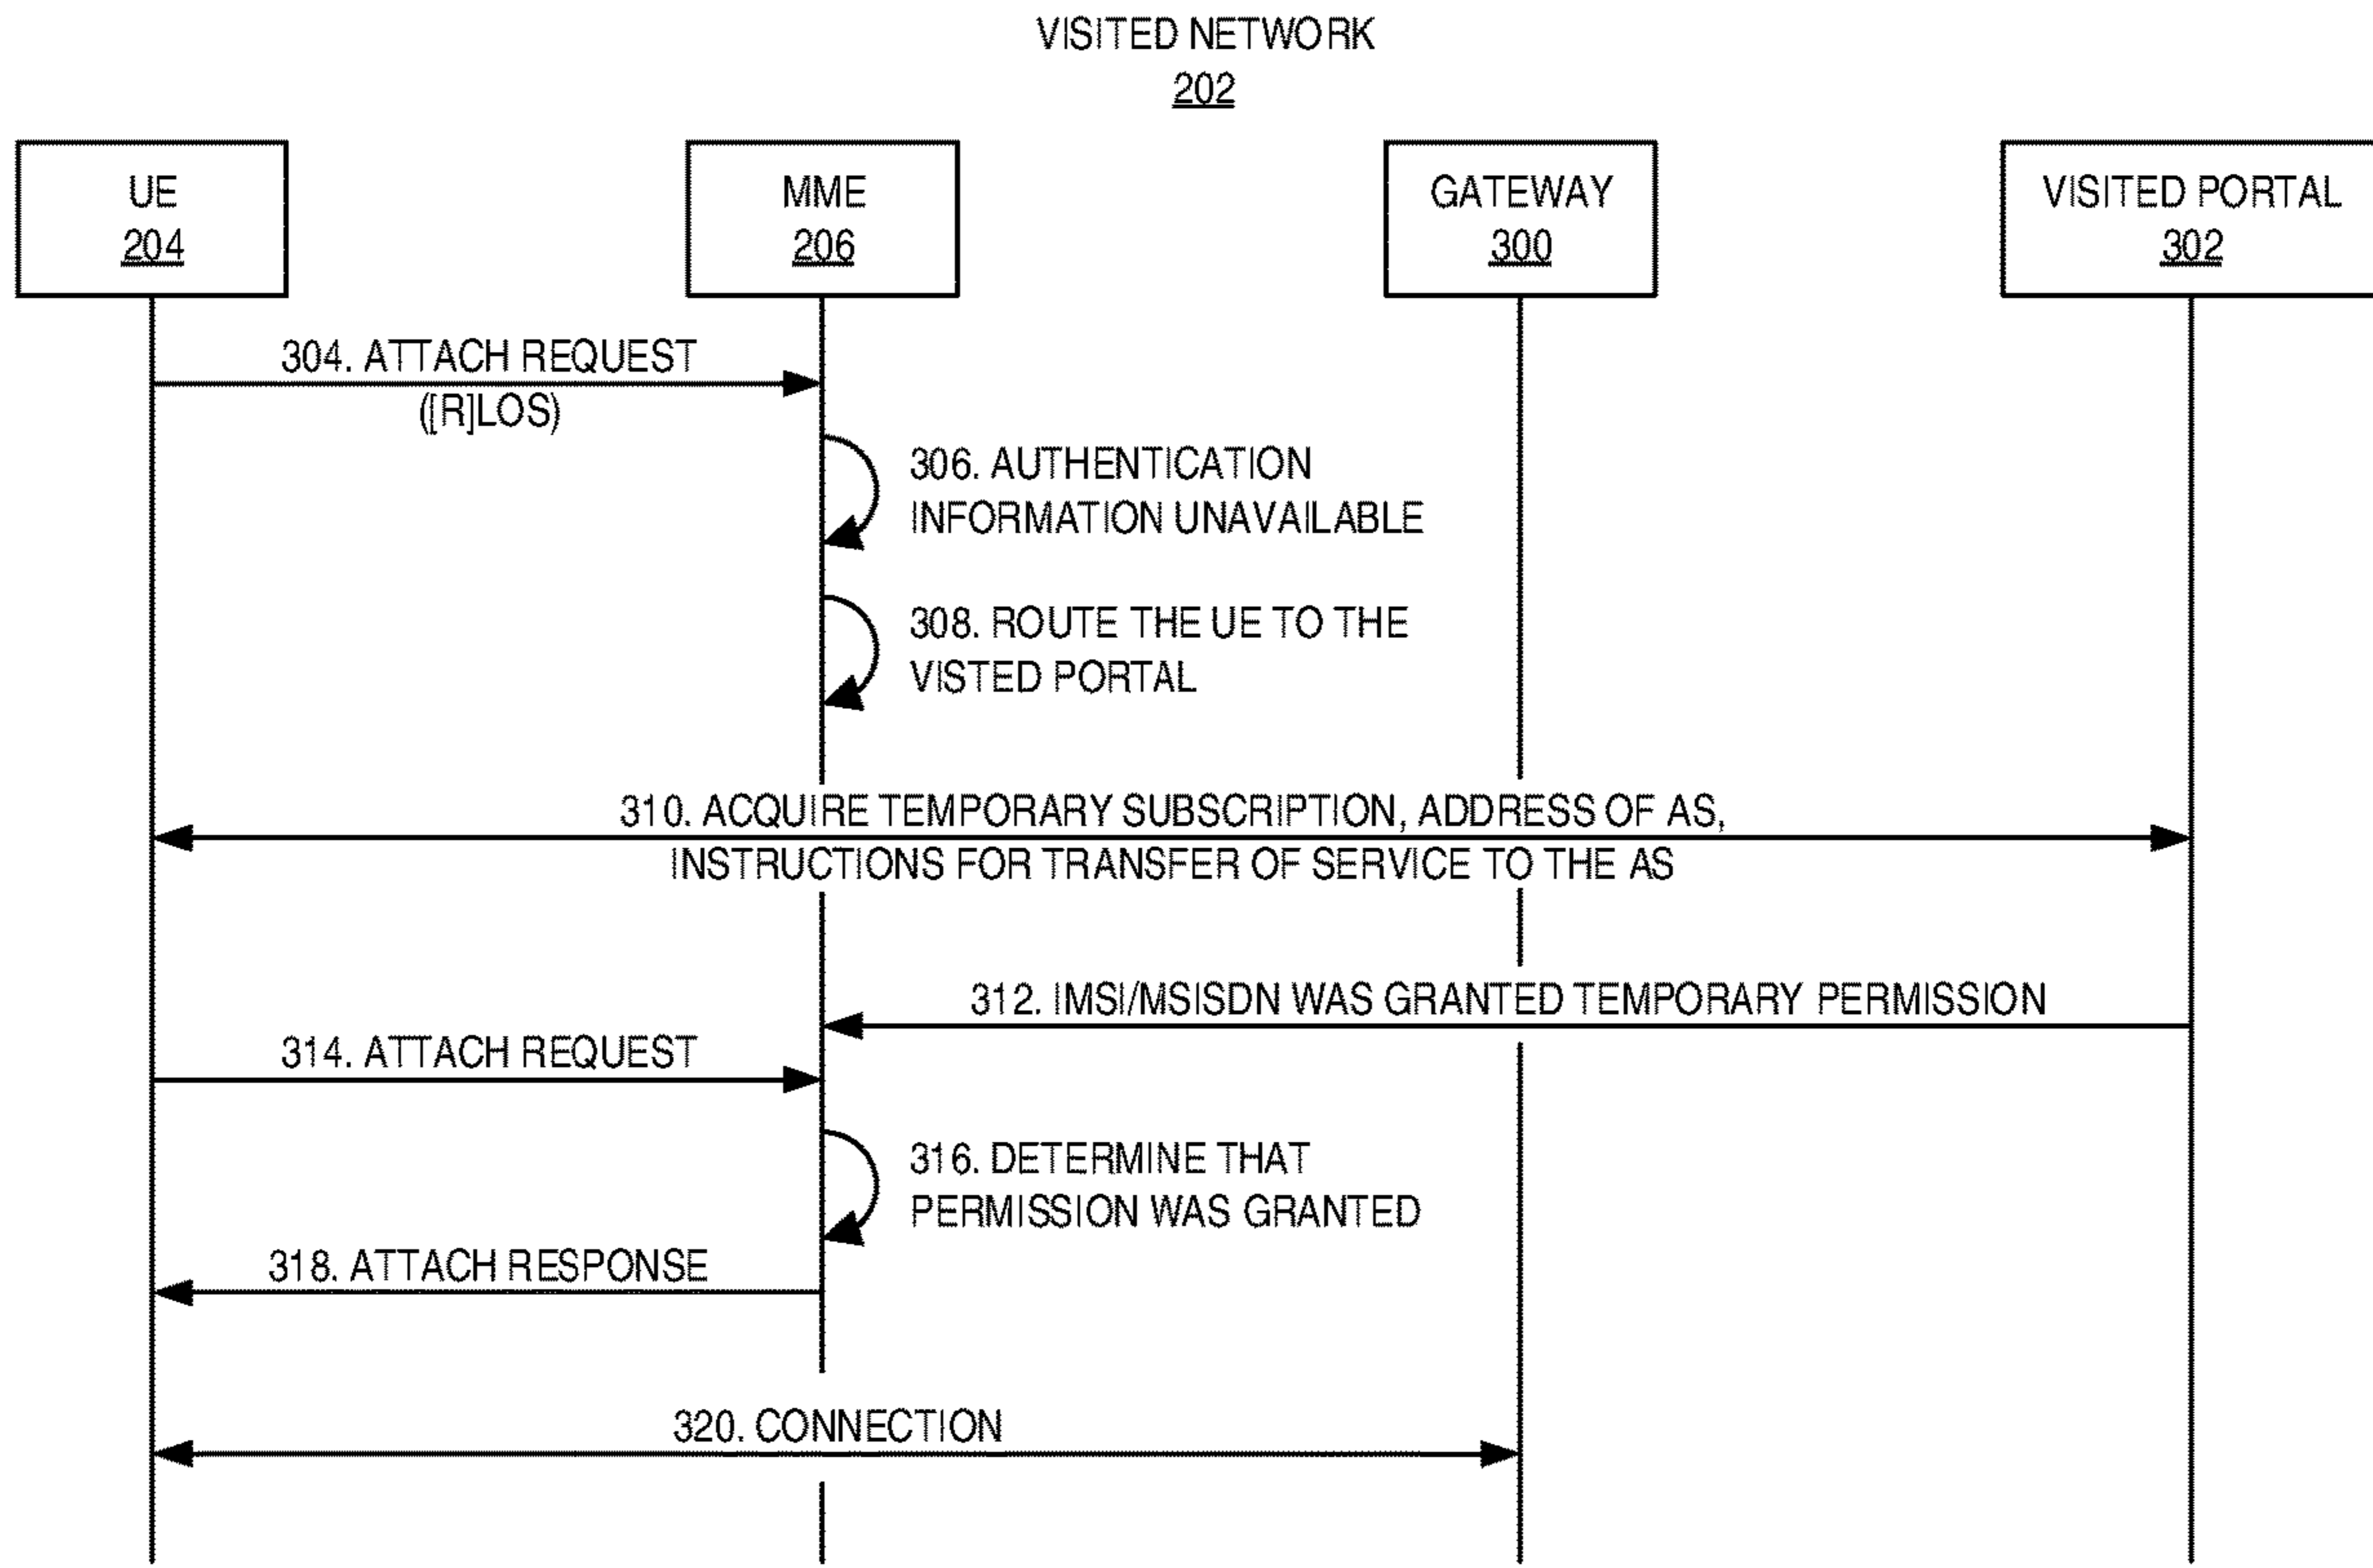 VISITED NETWORK
202
UE
204
MME
206
GATEWAY
300
VISITED PORTAL
302
304. ATTACH REQUEST
([R]LOS)
306. AUTHENTICATION
INFORMATION UNAVAILABLE
308. ROUTE THE UE TO THE
VISTED PORTAL
310. ACQUIRE TEMPORARY SUBSCRIPTION, ADDRESS OF AS,
INSTRUCTIONS FOR TRANSFER OF SERVICE TO THE AS
312. IMSI/MSISDN WAS GRANTED TEMPORARY PERMISSION
314. ATTACH REQUEST
316. DETERMINE THAT
PERMISSION WAS GRANTED
318. ATTACH RESPONSE
320. CONNECTION